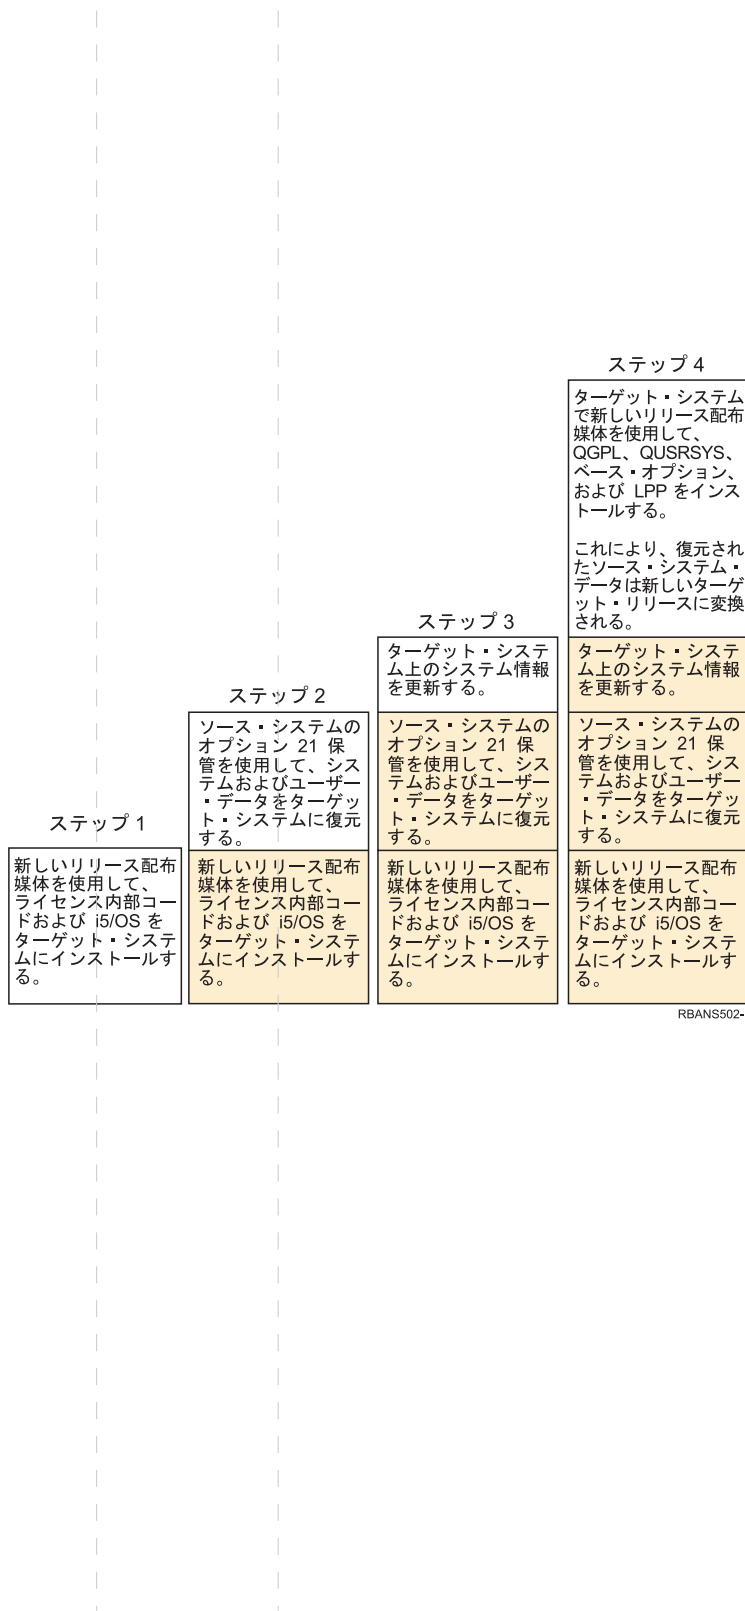 ステップ 1
新しいリリース配布
媒体を使用して、
ライセンス内部コー
ドおよび i5/OS を
ターゲット・システ
ムにインストールす
る。
ステップ 2
ソース・システムの
オプション 21 保
管を使用して、シス
テムおよびユーザー
・データをターゲッ
ト・システムに復元
する。
新しいリリース配布
媒体を使用して、
ライセンス内部コー
ドおよび i5/OS を
ターゲット・システ
ムにインストールす
る。
ステップ 3
ターゲット・システ
ム上のシステム情報
を更新する。
ソース・システムの
オプション 21 保
管を使用して、シス
テムおよびユーザー
・データをターゲッ
ト・システムに復元
する。
新しいリリース配布
媒体を使用して、
ライセンス内部コー
ドおよび i5/OS を
ターゲット・システ
ムにインストールす
る。
ステップ 4
ターゲット・システム
で新しいリリース配布
媒体を使用して、
QGPL、QUSRSYS、
ベース・オプション、
および LPP をインス
トールする。
これにより、復元され
たソース・システム・
データは新しいターゲ
ット・リリースに変換
される。
ターゲット・システ
ム上のシステム情報
を更新する。
ソース・システムの
オプション 21 保
管を使用して、シス
テムおよびユーザー
・データをターゲッ
ト・システムに復元
する。
新しいリリース配布
媒体を使用して、
ライセンス内部コー
ドおよび i5/OS を
ターゲット・システ
ムにインストールす
る。
RBANS502-